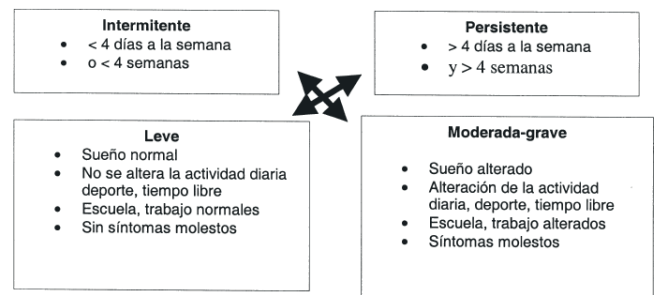 Intermitente
• < 4 días a la semana
• o < 4 semanas
Persistente
• > 4 días a la semana
• y > 4 semanas
Leve
• Sueño normal
• No se altera la actividad diaria
deporte, tiempo libre
• Escuela, trabajo normales
• Sin síntomas molestos
Moderada-grave
• Sueño alterado
• Alteración de la actividad
diaria, deporte, tiempo libre
• Escuela, trabajo alterados
• Síntomas molestos